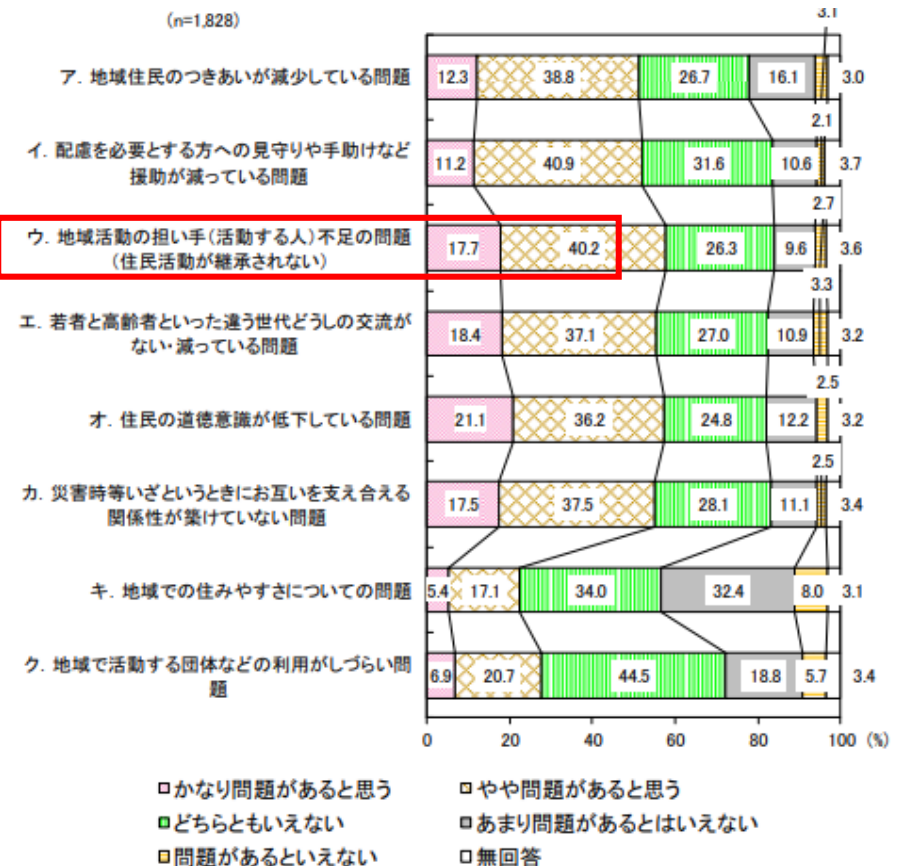 (n=1,828)
3.1
ア. 地域住民のつきあいが減少している問題
12.3 38.8 26.7 16.1 3.0
2.1
イ. 配慮を必要とする方への見守りや手助けなど
援助が減っている問題
11.2 40.9 31.6 10.6 3.7
2.7
ウ. 地域活動の担い手(活動する人)不足の問題
(住民活動が継承されない)
17.7 40.2 26.3 9.6 3.6
3.3
エ. 若者と高齢者といった違う世代どうしの交流が
ない・減っている問題
18.4 37.1 27.0 10.9 3.2
2.5
オ. 住民の道徳意識が低下している問題
21.1 36.2 24.8 12.2 3.2
2.5
カ. 災害時等いざというときにお互いを支え合える
関係性が築けていない問題
17.5 37.5 28.1 11.1 3.4
キ. 地域での住みやすさについての問題
5.4 17.1 34.0 32.4 8.0 3.1
ク. 地域で活動する団体などの利用がしづらい問
題
6.9 20.7 44.5 18.8 5.7 3.4
0 20 40 60 80 100 (%)
かなり問題があると思う やや問題があると思う
どちらともいえない あまり問題があるとはいえない
問題があるといえない 無回答